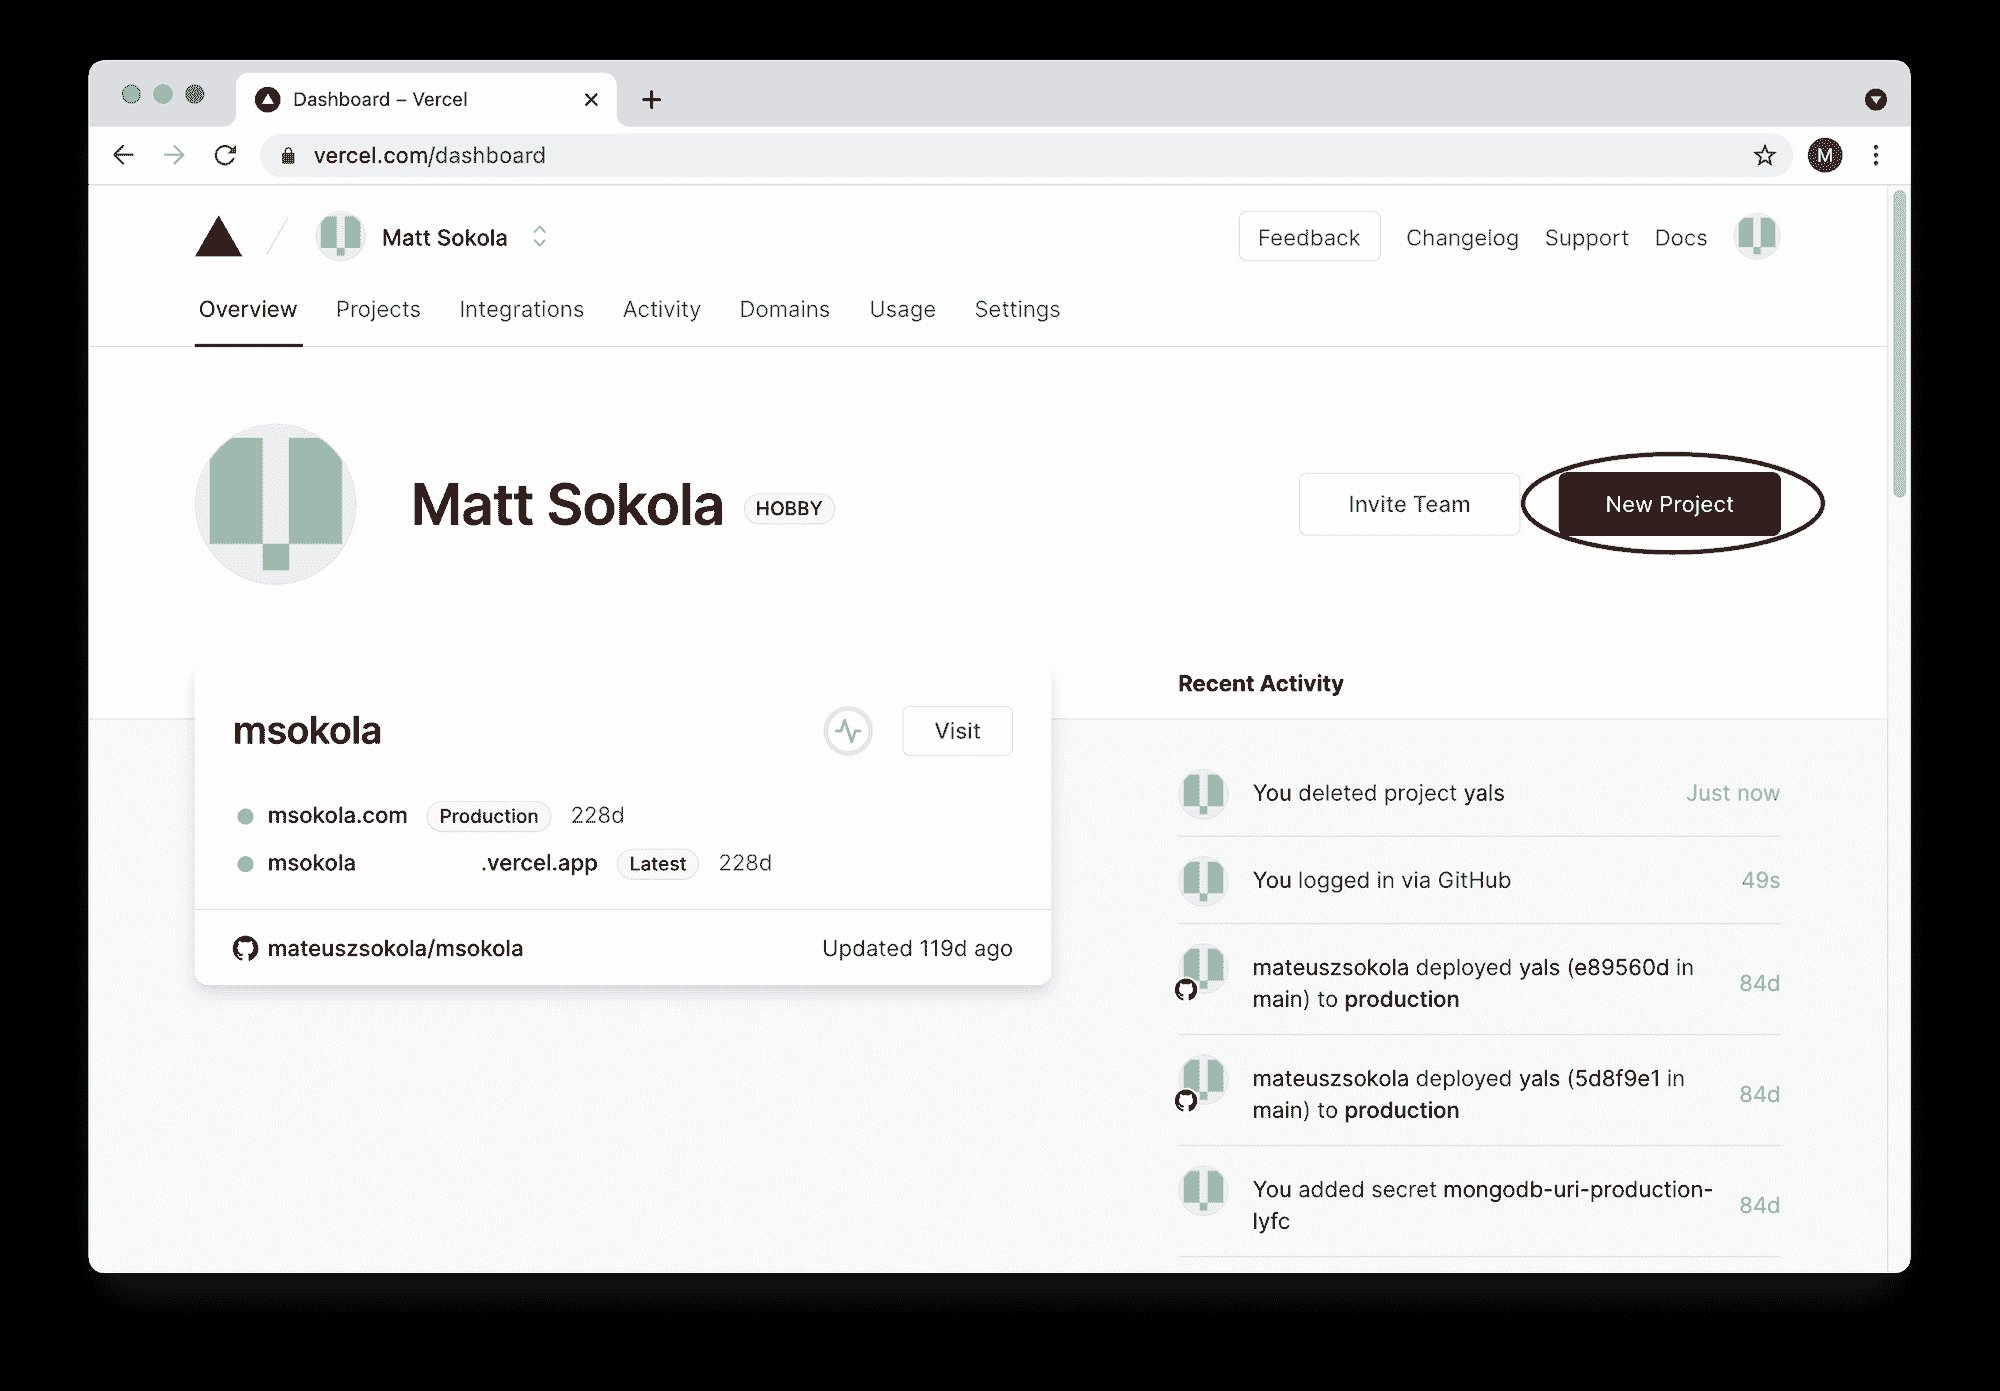 Dashboard – Vercel
vercel.com/dashboard
M
Matt Sokola
Feedback
Changelog
Support
Docs
Overview
Projects
Integrations
Activity
Domains
Usage
Settings
Matt Sokola
HOBBY
Invite Team
New Project
msokola
Visit
msokola.com Production 228d
msokola .vercel.app Latest 228d
mateuszsokola/msokola
Updated 119d ago
Recent Activity
You deleted project yals
Just now
You logged in via GitHub
49s
mateuszsokola deployed yals (e89560d in
main) to production
84d
mateuszsokola deployed yals (5d8f9e1 in
main) to production
84d
You added secret mongodb-uri-production-
lyfc
84d